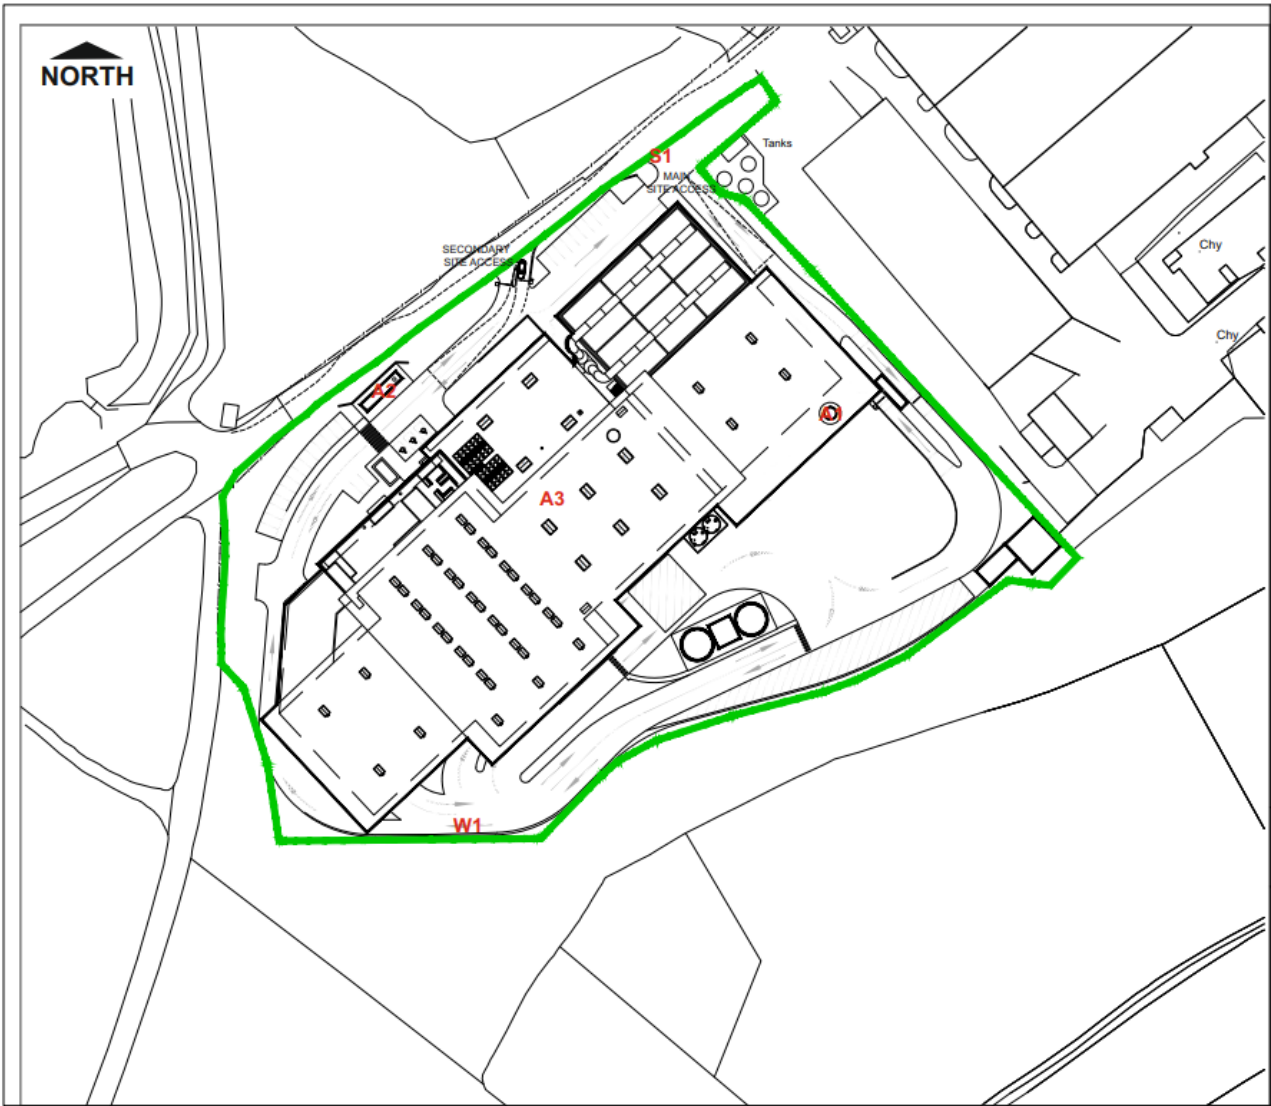 NORTH
Tanks
S1
MAIN
SITE ACCESS
Chy
SECONDARY
SITE ACCESS
Chy
A2
A1
A3
W1